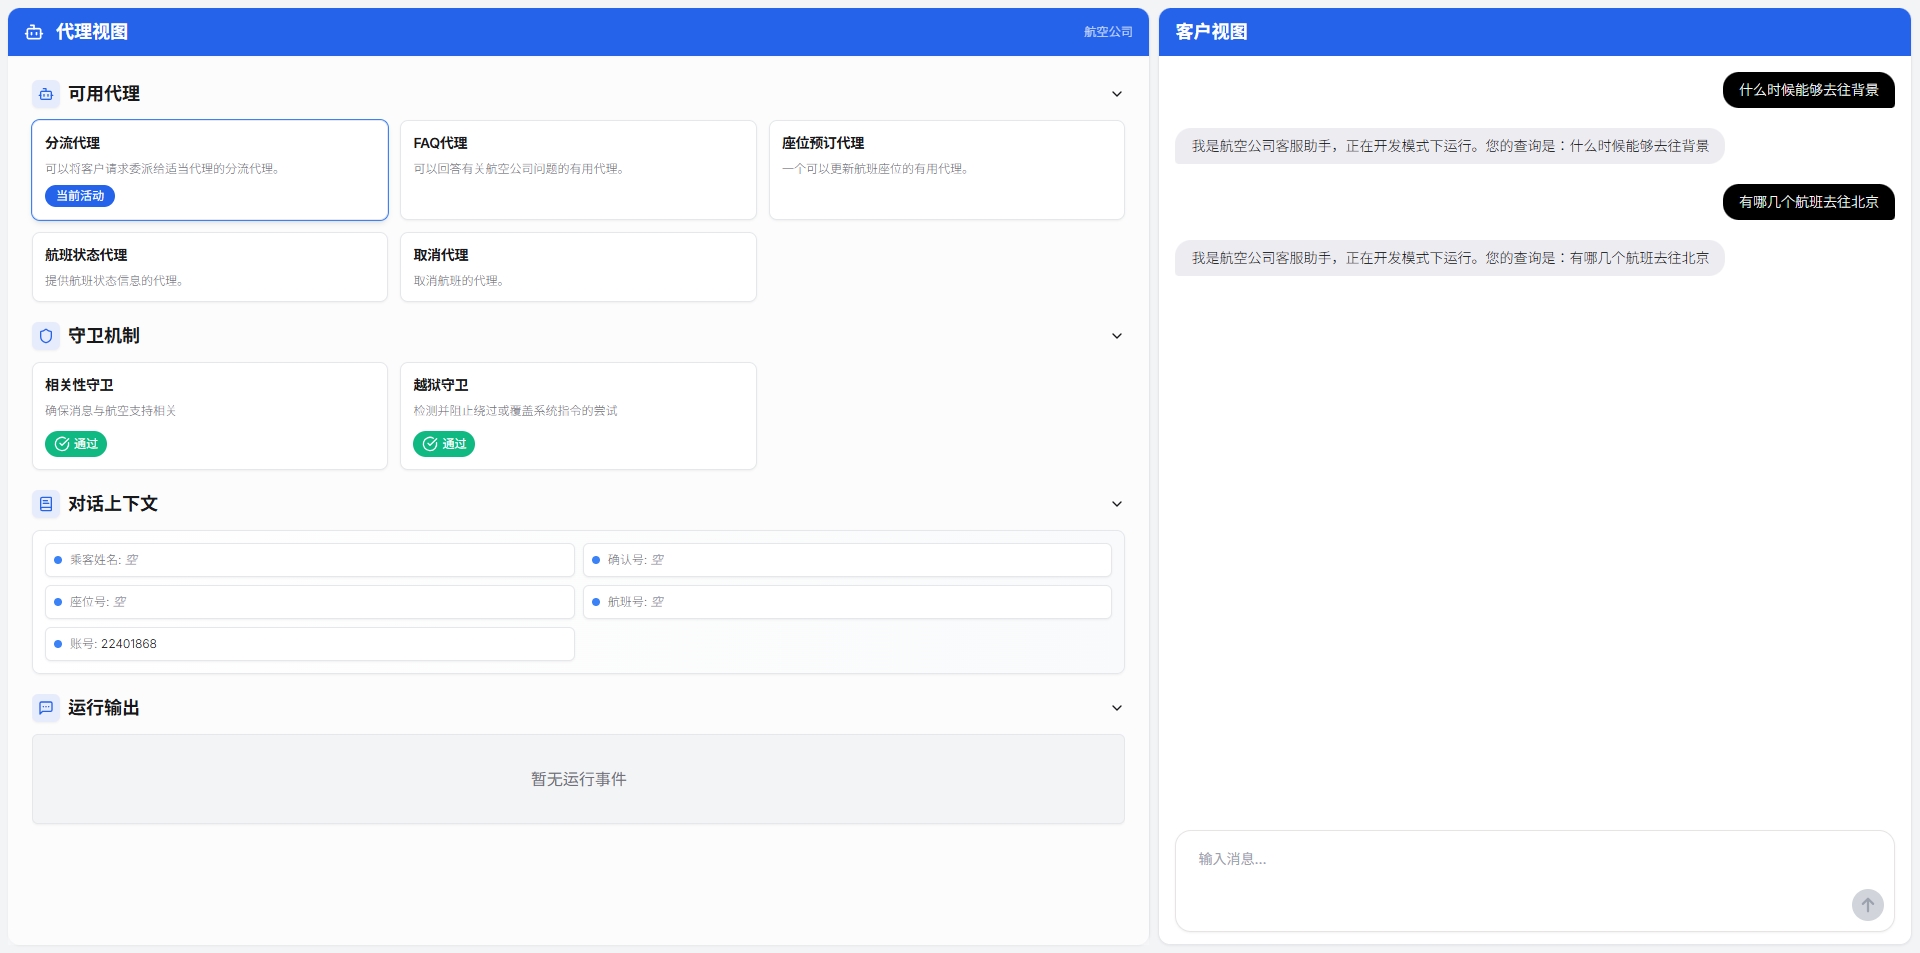 代理视图
航空公司
可用代理
分流代理
可以将客户请求委派给适当代理的分流代理。
当前活动
FAQ代理
可以回答有关航空公司问题的有用代理。
座位预订代理
一个可以更新航班座位的有用代理。
航班状态代理
提供航班状态信息的代理。
取消代理
取消航班的代理。
守卫机制
相关性守卫
确保消息与航空支持相关
通过
越狱守卫
检测并阻止绕过或覆盖系统指令的尝试
通过
对话上下文
乘客姓名: 空
确认号: 空
座位号: 空
航班号: 空
账号: 22401868
运行输出
暂无运行事件
客户视图
什么时候能够去往背景
我是航空公司客服助手，正在开发模式下运行。您的查询是：什么时候能够去往背景
有哪几个航班去往北京
我是航空公司客服助手，正在开发模式下运行。您的查询是：有哪几个航班去往北京
输入消息...